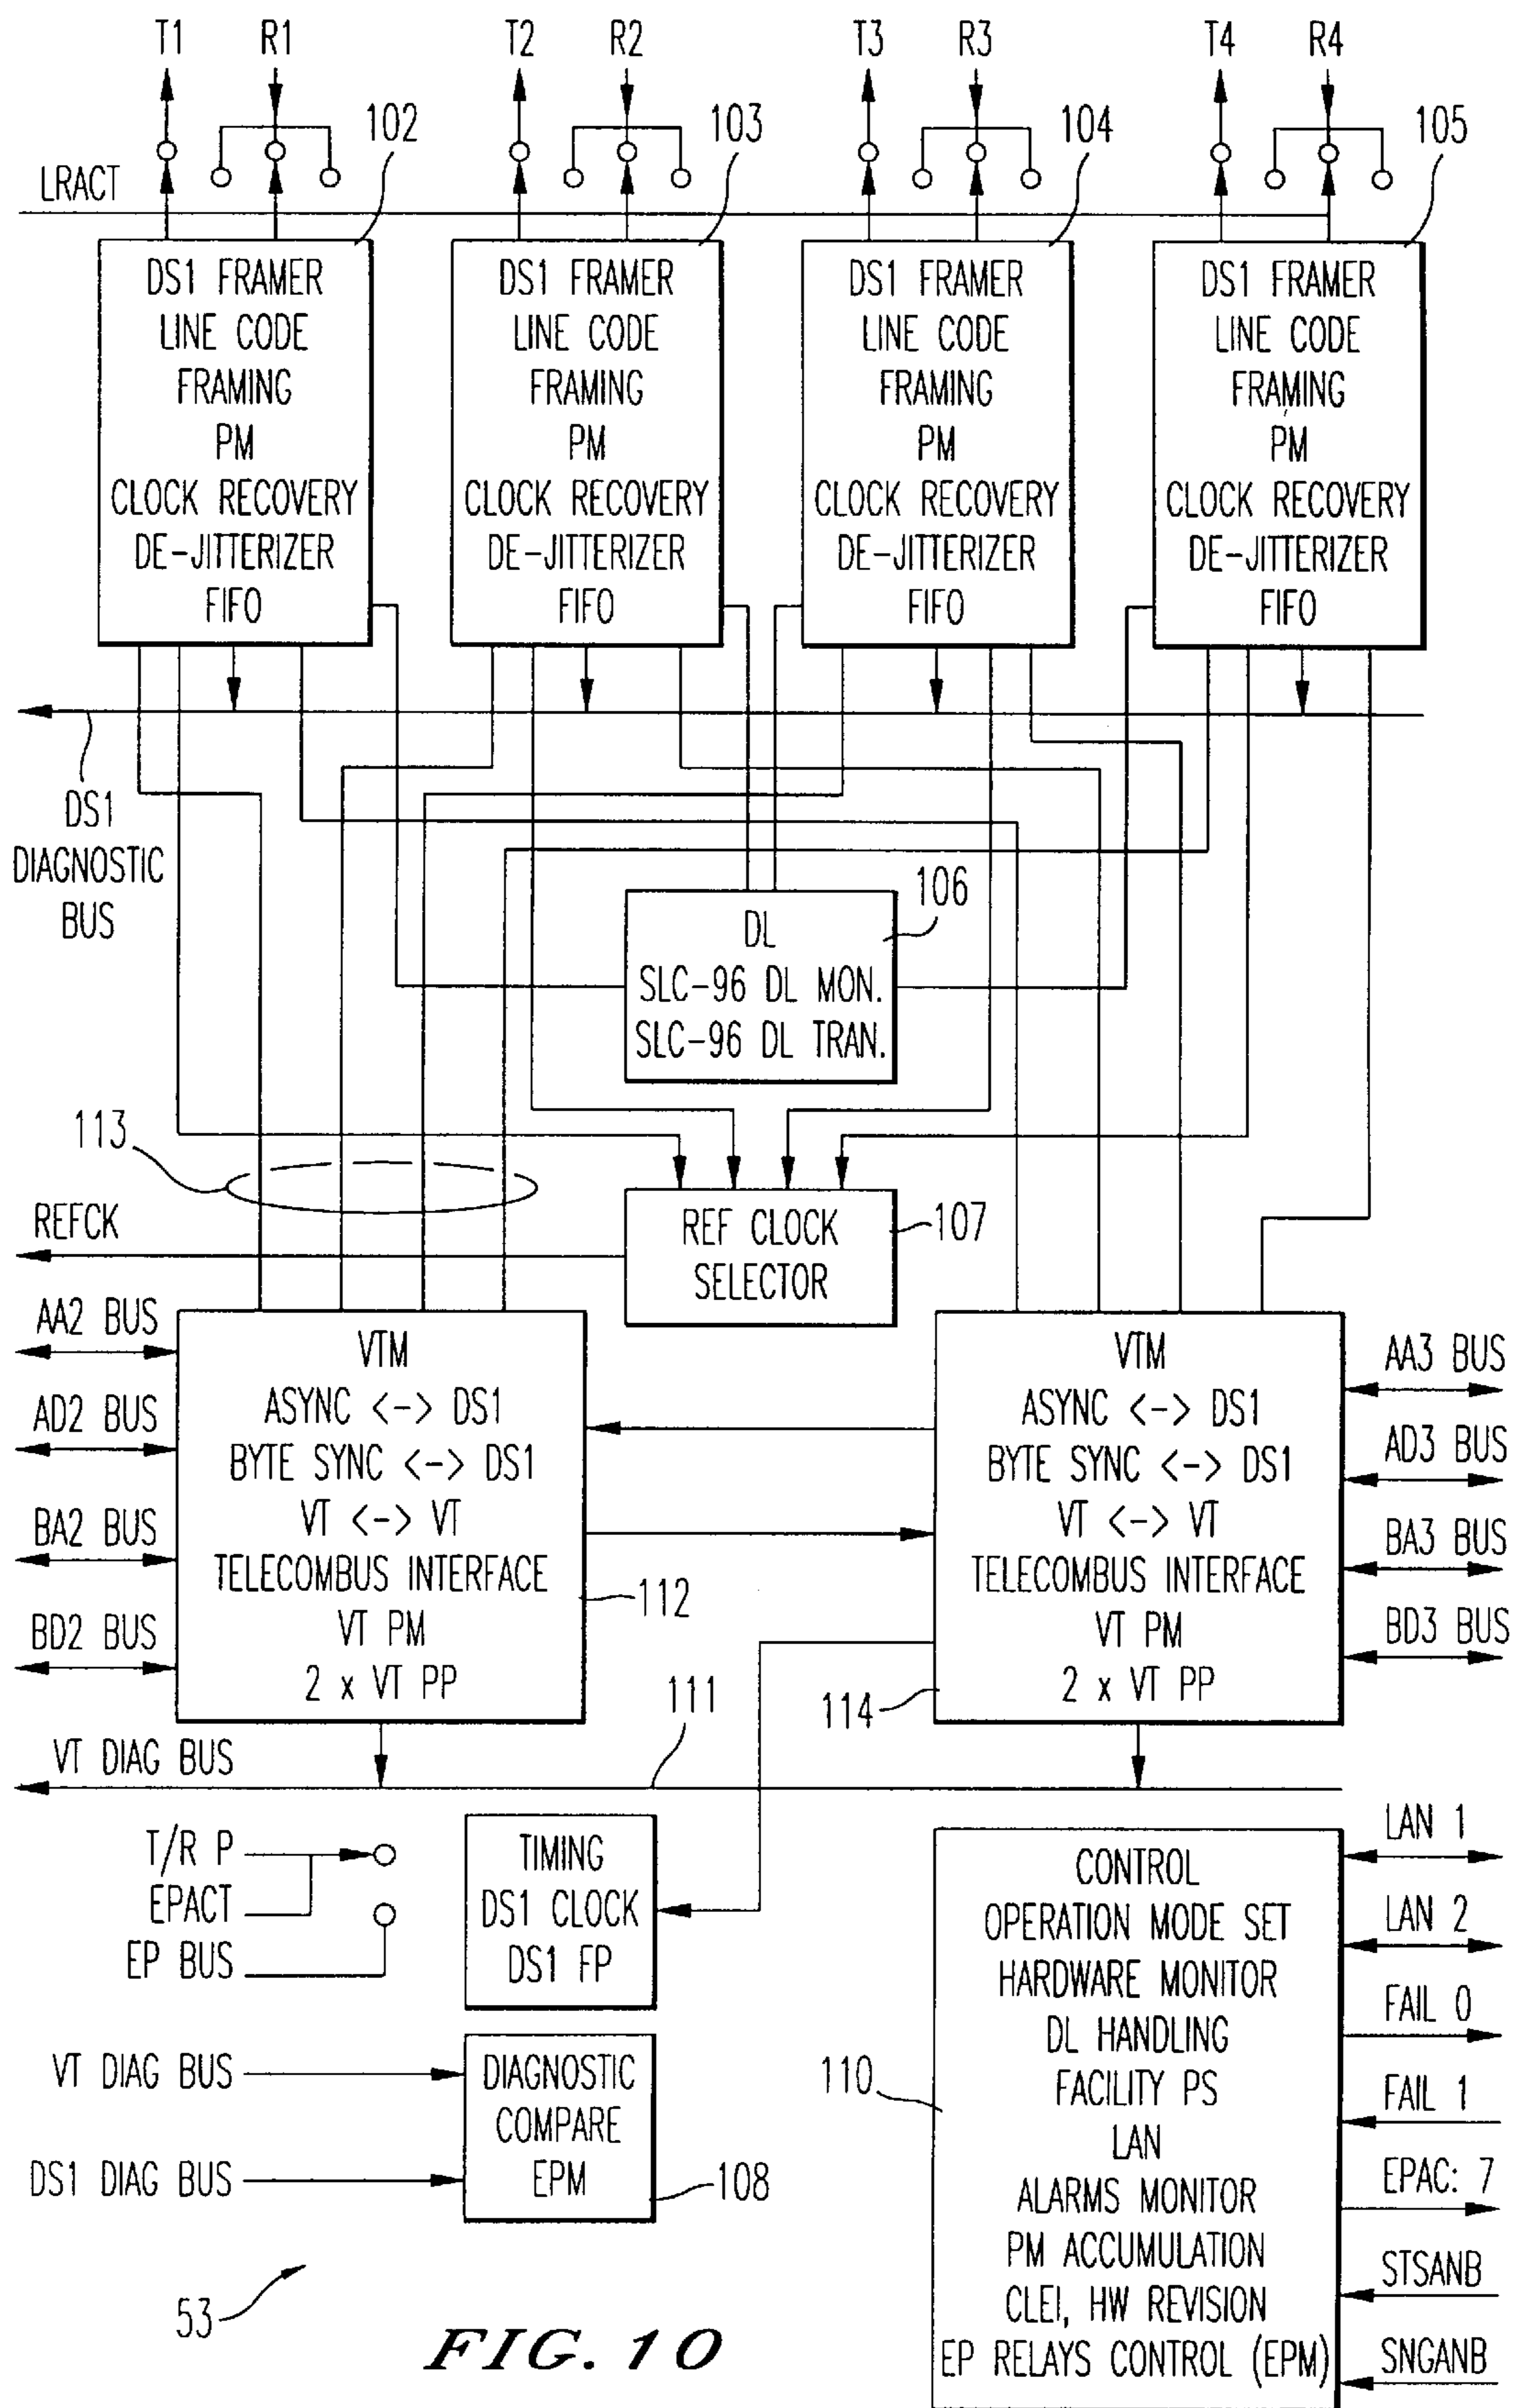 T1 R1 T2 R2 T3 R3 T4 R4
102 103 104 105
LRACT
DS1 FRAMER
LINE CODE
FRAMING
PM
CLOCK RECOVERY
DE-JITTERIZER
FIFO
DS1 FRAMER
LINE CODE
FRAMING
PM
CLOCK RECOVERY
DE-JITTERIZER
FIFO
DS1 FRAMER
LINE CODE
FRAMING
PM
CLOCK RECOVERY
DE-JITTERIZER
FIFO
DS1 FRAMER
LINE CODE
FRAMING
PM
CLOCK RECOVERY
DE-JITTERIZER
FIFO
DS1
DIAGNOSTIC
BUS
106
DL
SLC-96 DL MON.
SLC-96 DL TRAN.
113
REFCK
REF CLOCK
SELECTOR
107
AA2 BUS
AD2 BUS
BA2 BUS
BD2 BUS
VTM
ASYNC <-> DS1
BYTE SYNC <-> DS1
VT <-> VT
TELECOMBUS INTERFACE
VT PM
2 x VT PP
112
VTM
ASYNC <-> DS1
BYTE SYNC <-> DS1
VT <-> VT
TELECOMBUS INTERFACE
VT PM
2 x VT PP
114
AA3 BUS
AD3 BUS
BA3 BUS
BD3 BUS
111
VT DIAG BUS
T/R P
EPACT
EP BUS
TIMING
DS1 CLOCK
DS1 FP
VT DIAG BUS
DS1 DIAG BUS
DIAGNOSTIC
COMPARE
EPM
108
110
CONTROL
OPERATION MODE SET
HARDWARE MONITOR
DL HANDLING
FACILITY PS
LAN
ALARMS MONITOR
PM ACCUMULATION
CLEI, HW REVISION
EP RELAYS CONTROL (EPM)
LAN 1
LAN 2
FAIL 0
FAIL 1
EPAC: 7
STSANB
SNGANB
53
FIG. 10